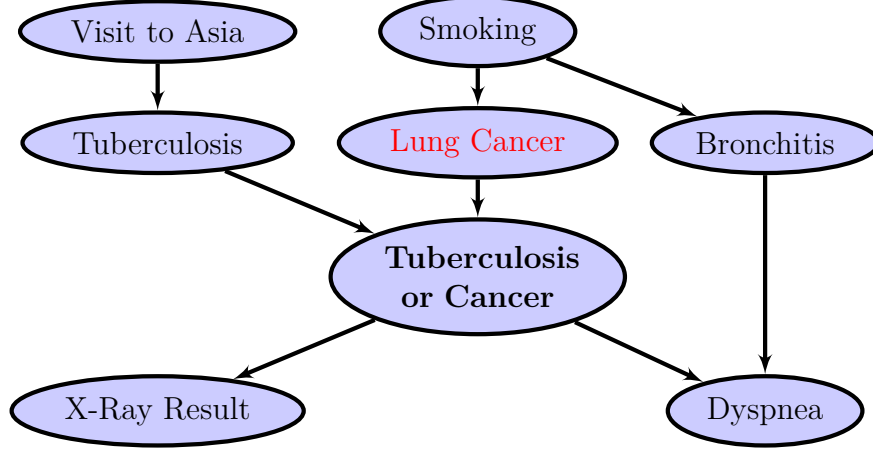 Visit to Asia
Smoking
Tuberculosis
Lung Cancer
Bronchitis
Tuberculosis
or Cancer
X-Ray Result
Dyspnea